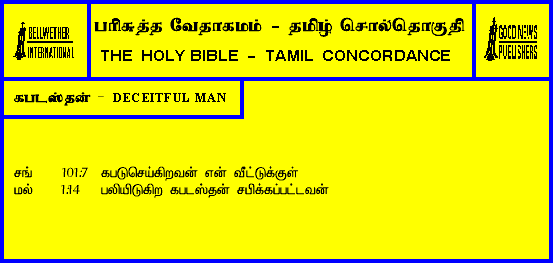 BELLWETHER
INTERNATIONAL
பரிசுத்த வேதாகமம் - தமிழ் சொல்தொகுதி
THE HOLY BIBLE - TAMIL CONCORDANCE
GOOD NEWS
PUBLISHERS
கபடஸ்தன் - DECEITFUL MAN
சங் 101:7 கபடுசெய்கிறவன் என் வீட்டுக்குள்
மல் 1:14 பலியிடுகிற கபடஸ்தன் சபிக்கப்பட்டவன்